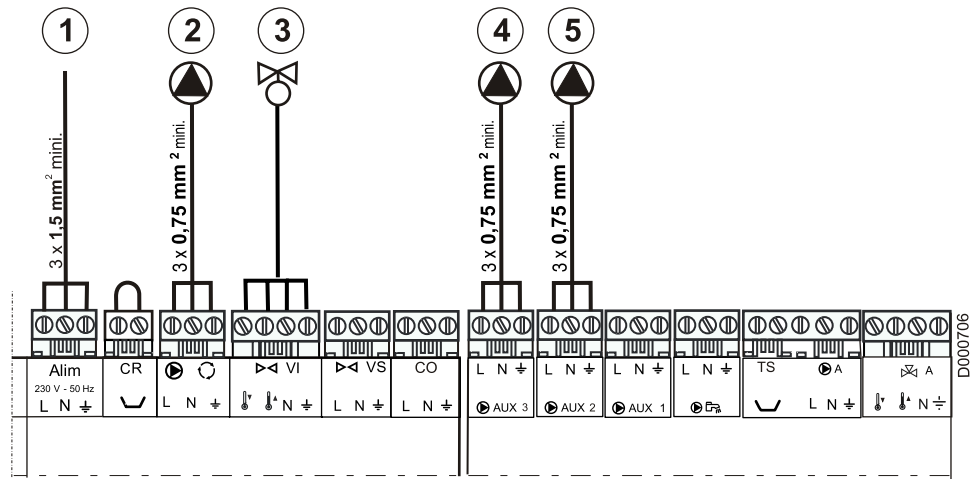 1 2 3 4 5
3 x 1,5 mm² mini.
3 x 0,75 mm² mini.
3 x 0,75 mm² mini.
3 x 0,75 mm² mini.
Alim CR VI VS CO
230 V - 50 Hz
L N
L N
N
L N
L N
L N
AUX 3
L N
AUX 2
L N
AUX 1
L N
TS A
L N
A
N
D000706